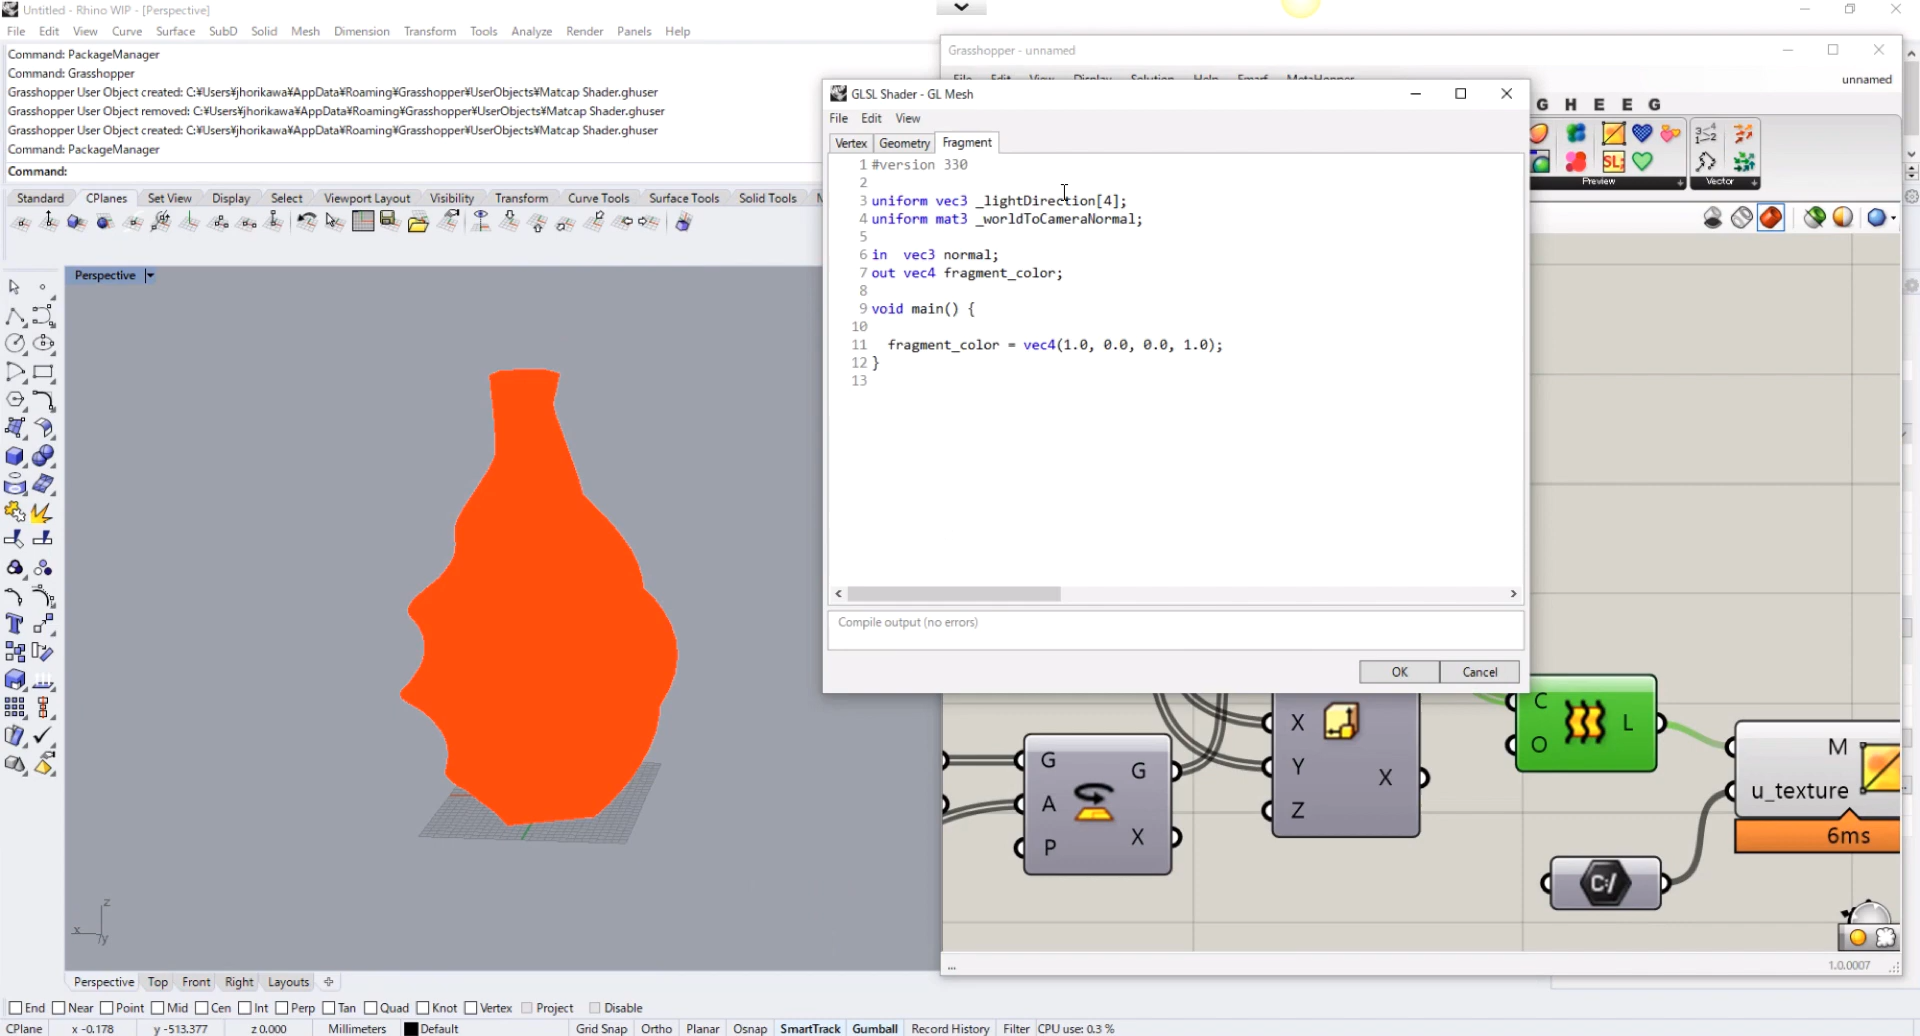 Untitled - Rhino WIP - [Perspective]
File Edit View Curve Surface SubD Solid Mesh Dimension Transform Tools Analyze Render Panels Help
Command: PackageManager
Command: Grasshopper
Grasshopper User Object created: C:¥Users¥jhorikawa¥AppData¥Roaming¥Grasshopper¥UserObjects¥Matcap Shader.ghuser
Grasshopper User Object removed: C:¥Users¥jhorikawa¥AppData¥Roaming¥Grasshopper¥UserObjects¥Matcap Shader.ghuser
Grasshopper User Object created: C:¥Users¥jhorikawa¥AppData¥Roaming¥Grasshopper¥UserObjects¥Matcap Shader.ghuser
Command: PackageManager
Command:
Standard CPlanes Set View Display Select Viewport Layout Visibility Transform Curve Tools Surface Tools Solid Tools
Perspective
Grasshopper - unnamed
File Edit View Display Solution Help
unnamed
G H E E G
Preview Vector
GLSL Shader - GL Mesh
File Edit View
Vertex Geometry Fragment
1 #version 330
2
3 uniform vec3 _lightDirection[4];
4 uniform mat3 _worldToCameraNormal;
5
6 in vec3 normal;
7 out vec4 fragment_color;
8
9 void main() {
10
11 fragment_color = vec4(1.0, 0.0, 0.0, 1.0);
12 }
13
Compile output (no errors)
OK Cancel
G A P G X
X Y Z X
C O L
M
u_texture
6ms
C:/
1.0.0007
z
x y
Perspective Top Front Right Layouts
End Near Point Mid Cen Int Perp Tan Quad Knot Vertex Project Disable
CPlane x -0.178 y -513.377 z 0.000 Millimeters Default Grid Snap Ortho Planar Osnap SmartTrack Gumball Record History Filter CPU use: 0.3 %